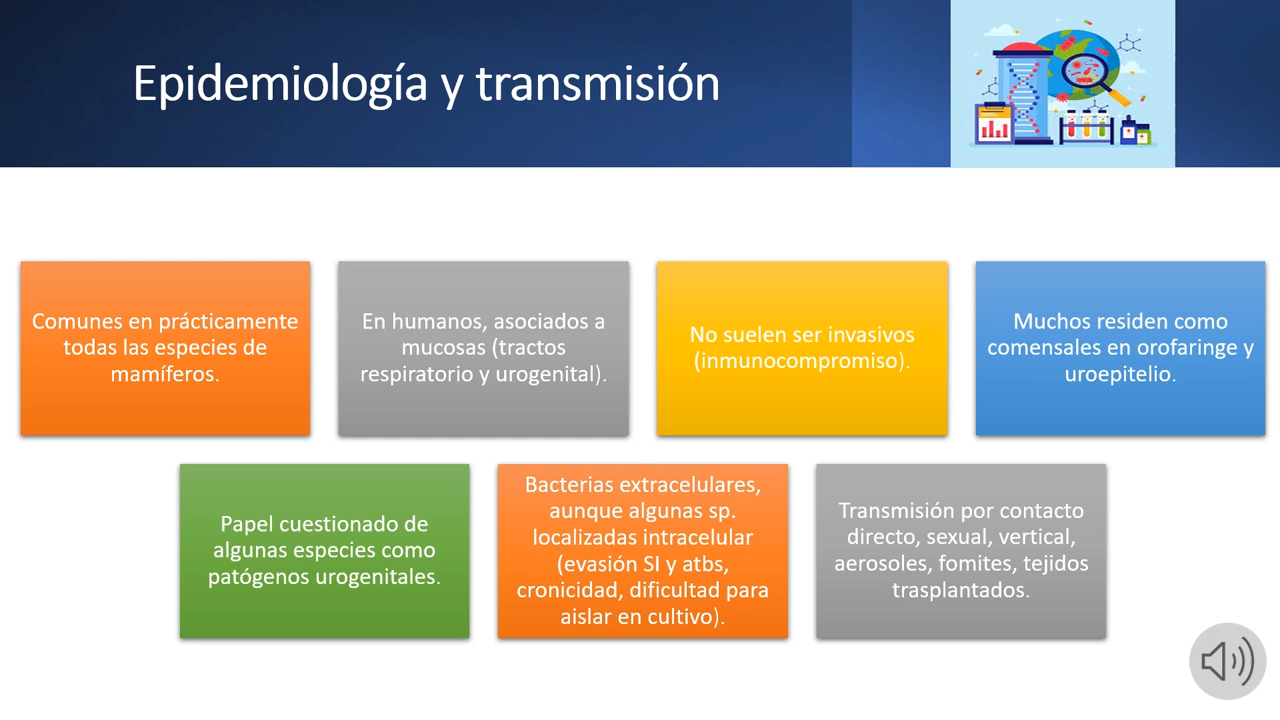 Epidemiología y transmisión
Comunes en prácticamente
todas las especies de
mamíferos.
En humanos, asociados a
mucosas (tractos
respiratorio y urogenital).
No suelen ser invasivos
(inmunocompromiso).
Muchos residen como
comensales en orofaringe y
uroepitelio.
Papel cuestionado de
algunas especies como
patógenos urogenitales.
Bacterias extracelulares,
aunque algunas sp.
localizadas intracelular
(evasión SI y atbs,
cronicidad, dificultad para
aislar en cultivo).
Transmisión por contacto
directo, sexual, vertical,
aerosoles, fomites, tejidos
trasplantados.